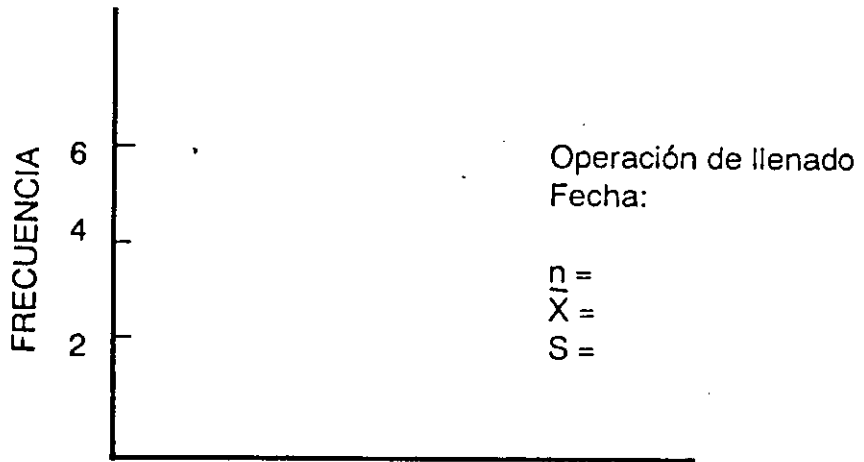 FRECUENCIA
6
4
2
Operación de llenado
Fecha:
n =
X̅ =
S =